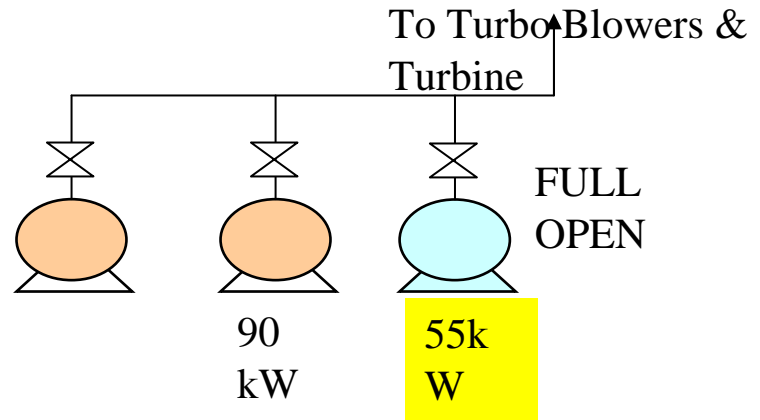 To Turbo Blowers &
Turbine
FULL
OPEN
90
kW
55k
W